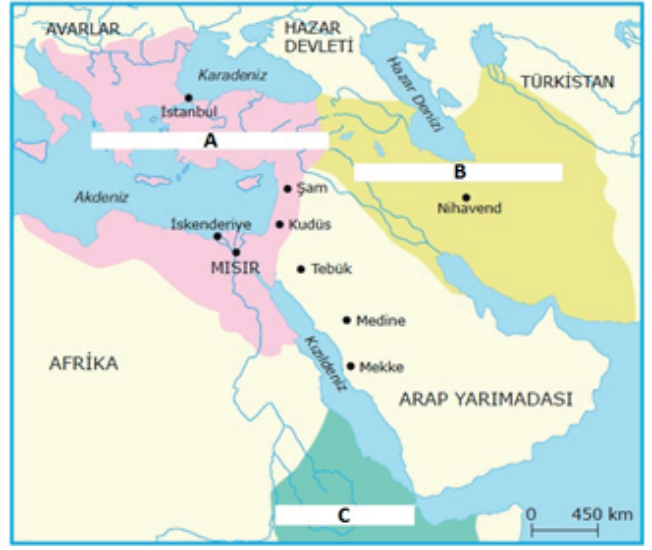 AVARLAR
HAZAR
DEVLETİ
Karadeniz
Hazar Denizi
TÜRKİSTAN
İstanbul
A
B
Akdeniz
Şam
Nihavend
İskenderiye
Kudüs
MISIR
Tebük
Medine
AFRİKA
Kızıldeniz
Mekke
ARAP YARIMADASI
C
0 450 km